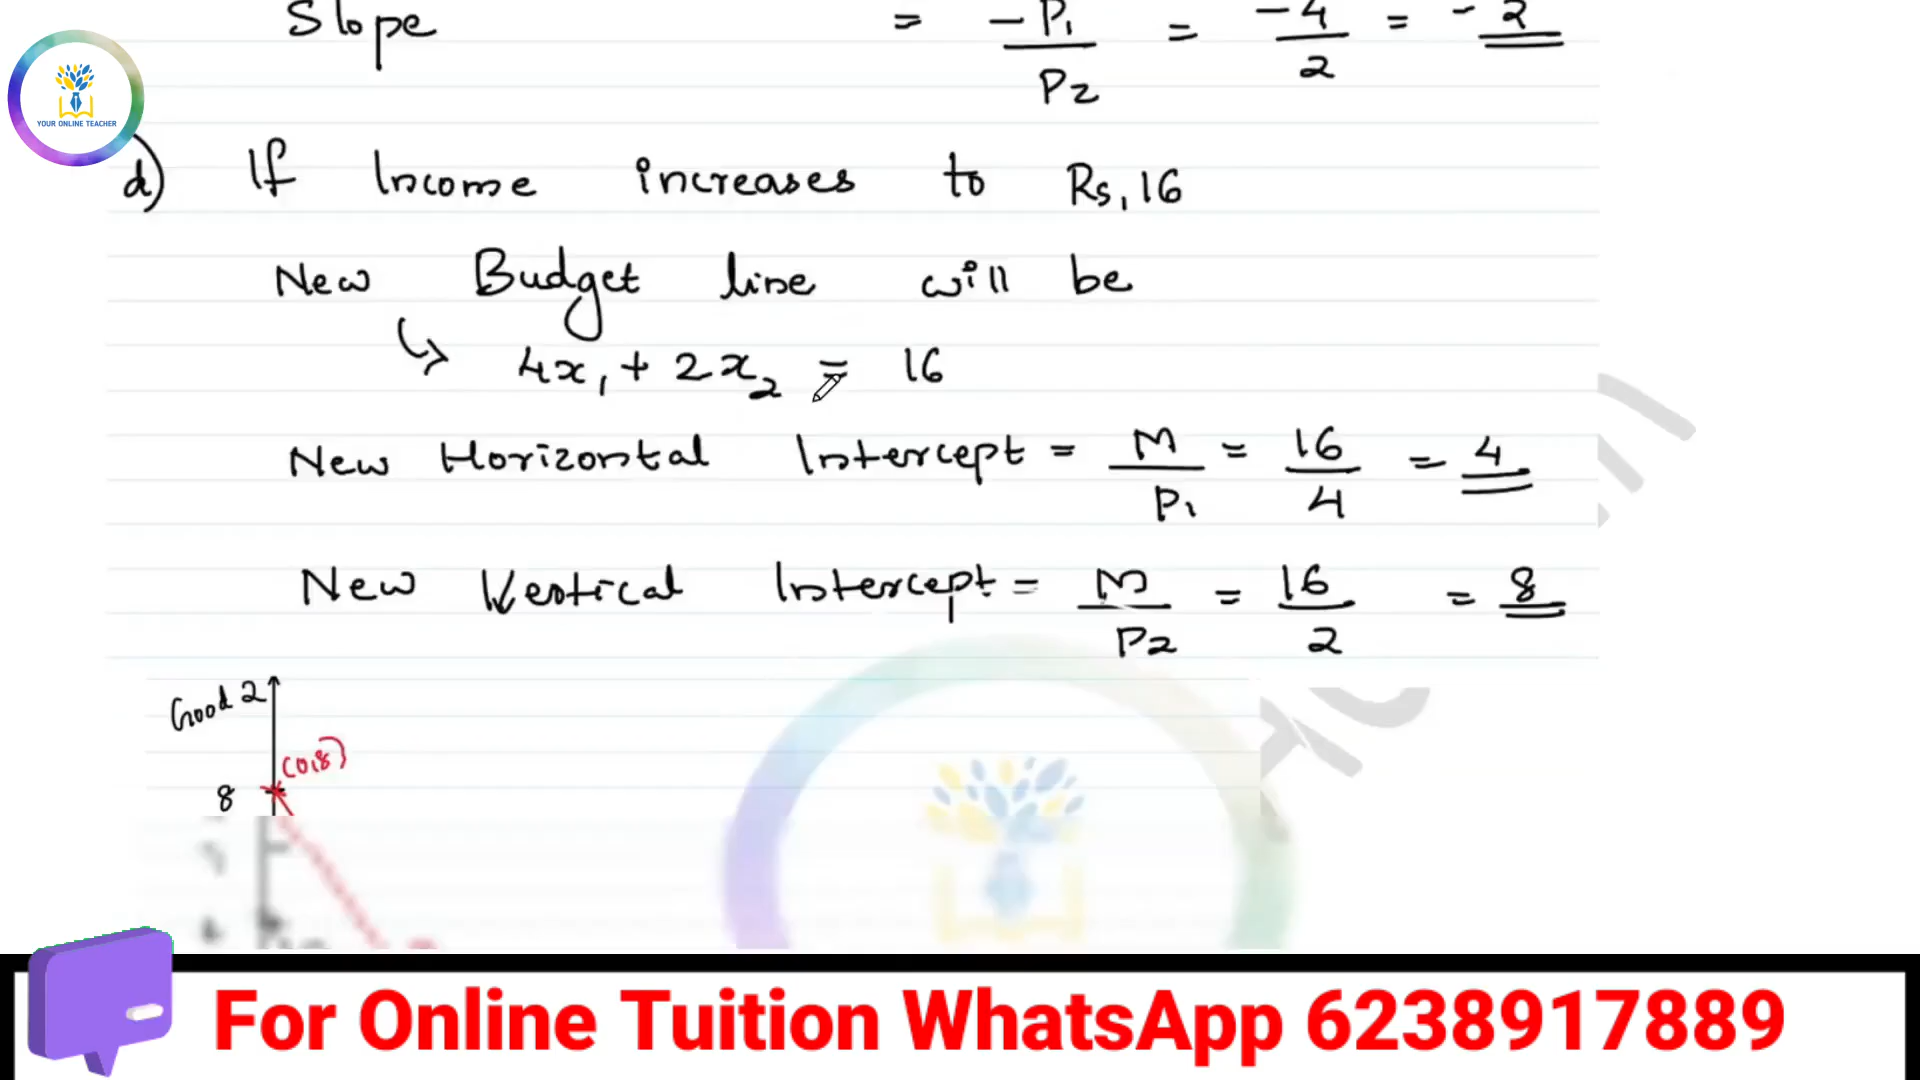 Slope = -P1/P2 = -4/2 = -2
YOUR ONLINE TEACHER
d) If Income increases to Rs, 16
New Budget line will be
↳ 4x1 + 2x2 = 16
New Horizontal Intercept = M/P1 = 16/4 = 4
New Vertical Intercept = M/P2 = 16/2 = 8
Good 2
(0,8)
8
For Online Tuition WhatsApp 6238917889